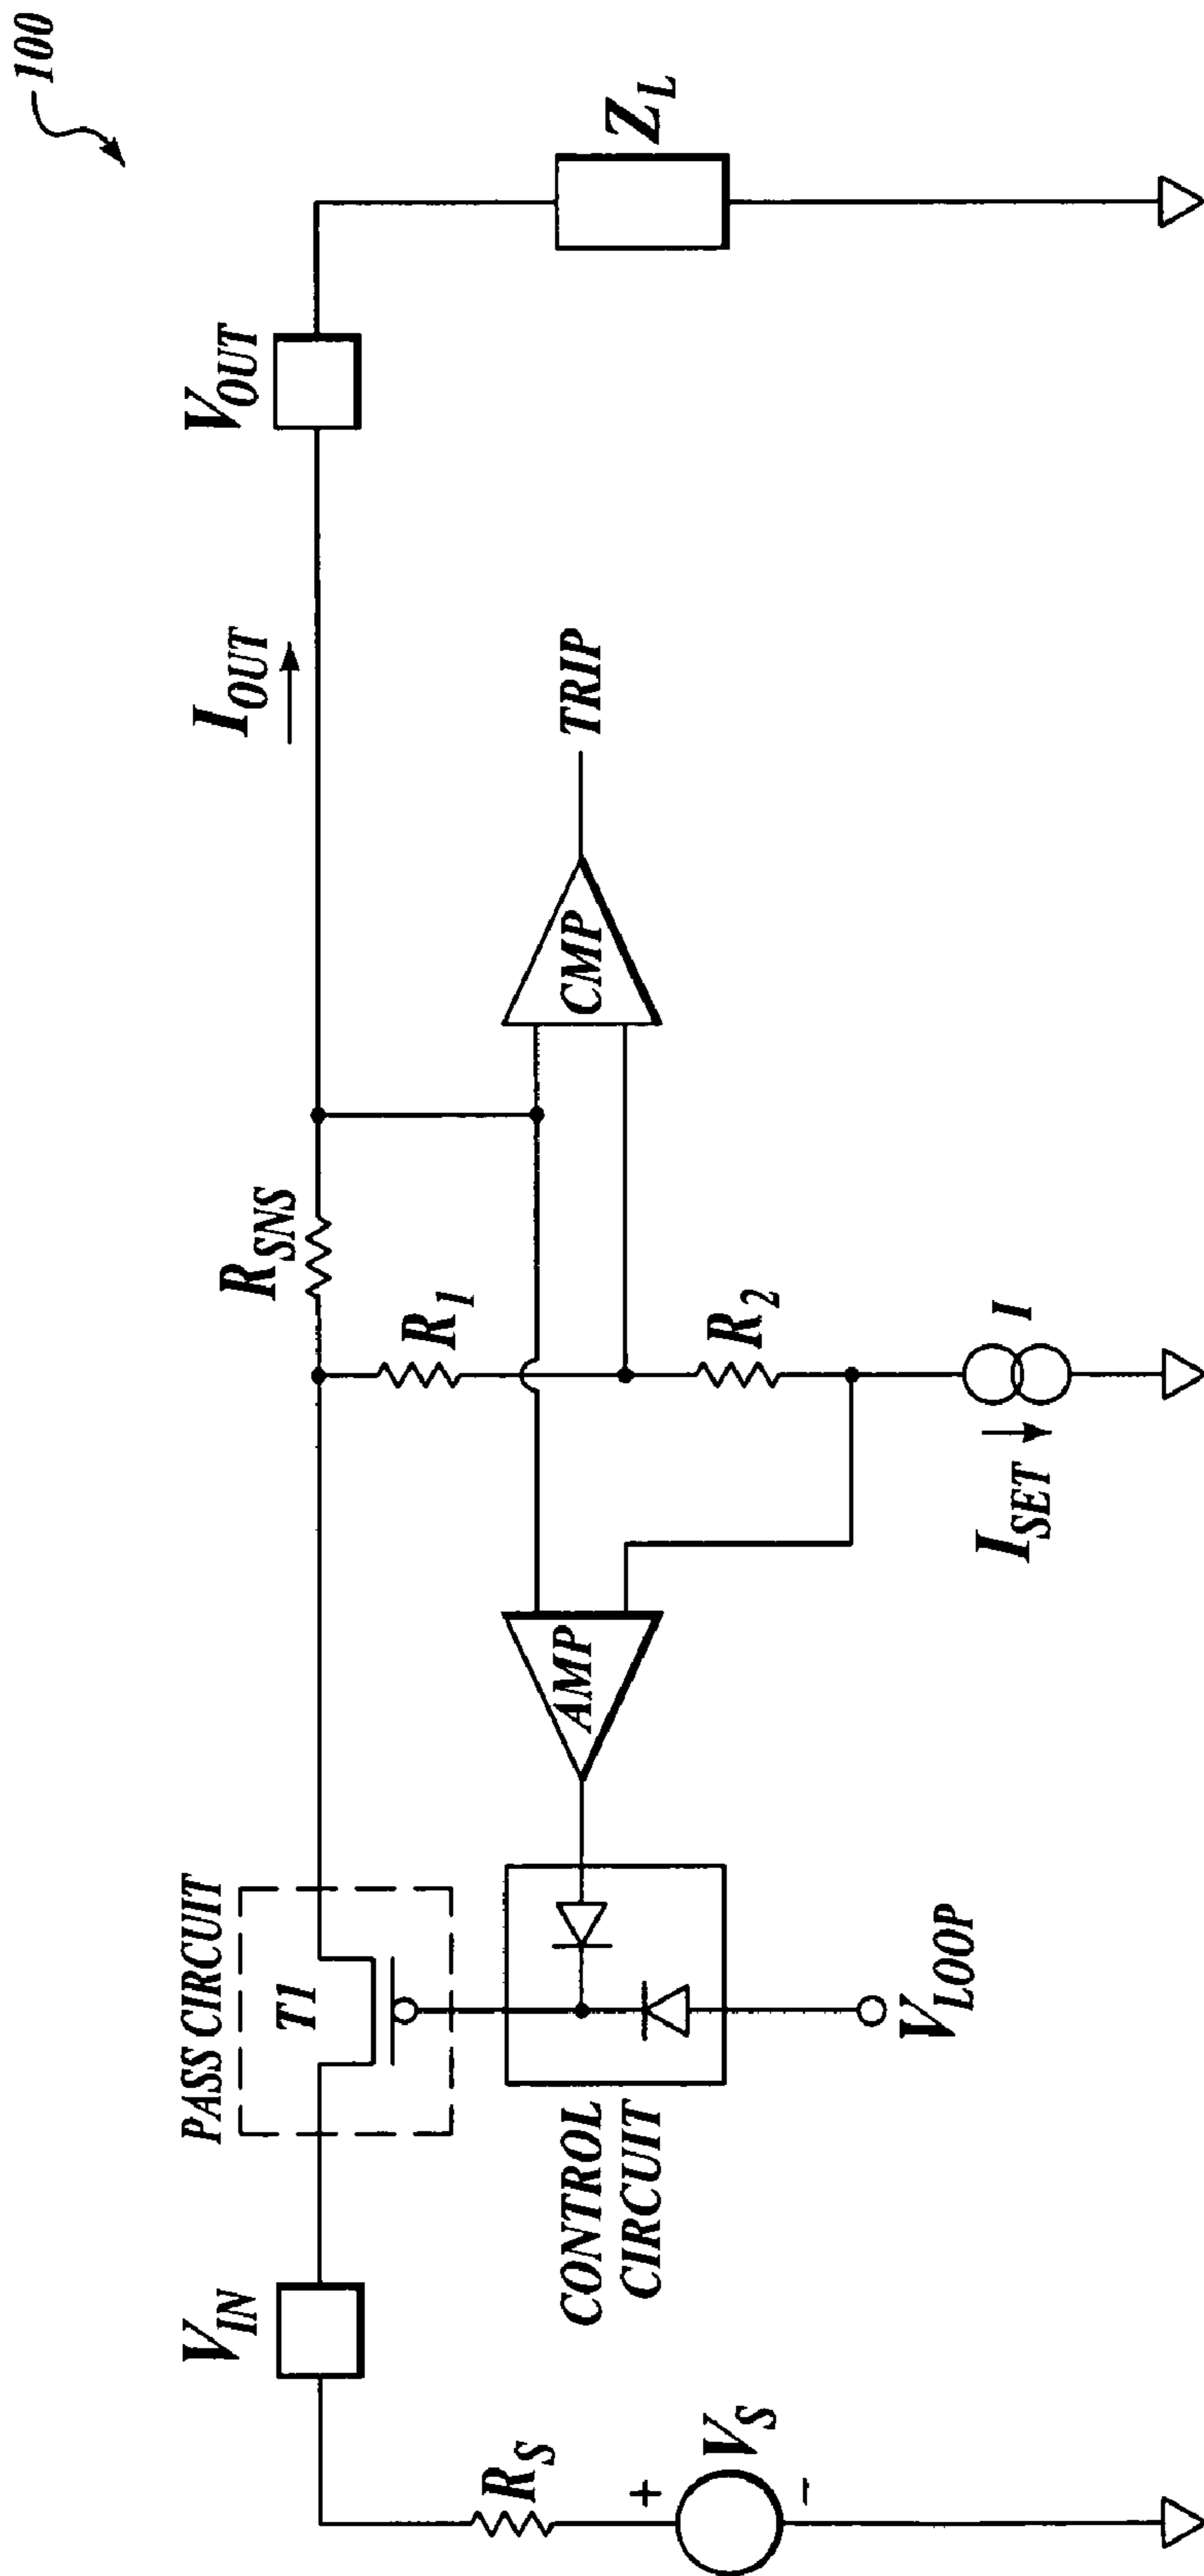 100
V_IN
PASS CIRCUIT
T1
R_SNS
I_OUT
V_OUT
R_S
+
V_S
-
CONTROL
CIRCUIT
V_LOOP
AMP
R_1
R_2
I_SET
I
CMP
TRIP
Z_L